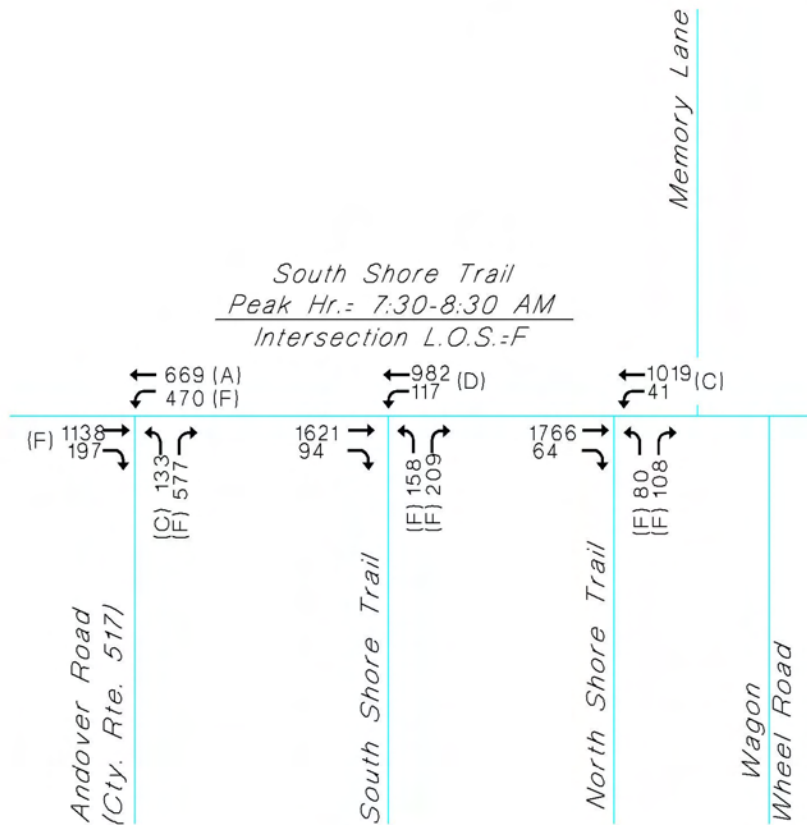 Memory Lane
South Shore Trail
Peak Hr.= 7:30-8:30 AM
Intersection L.O.S.=F
669 (A)
470 (F)
982 (D)
117
1019 (C)
41
(F) 1138
197
(C) 133
(F) 577
1621
94
(F) 158
(F) 209
1766
64
(F) 80
(F) 108
Andover Road
(Cty. Rte. 517)
South Shore Trail
North Shore Trail
Wagon
Wheel Road